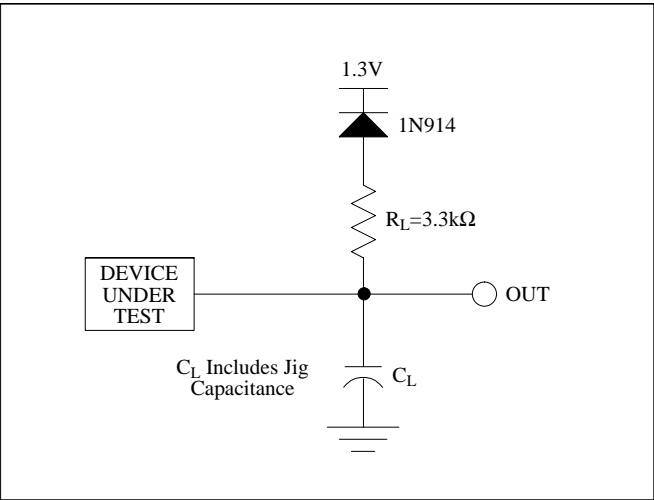 1.3V
1N914
R_L=3.3kΩ
DEVICE
UNDER
TEST
OUT
C_L Includes Jig
Capacitance
C_L